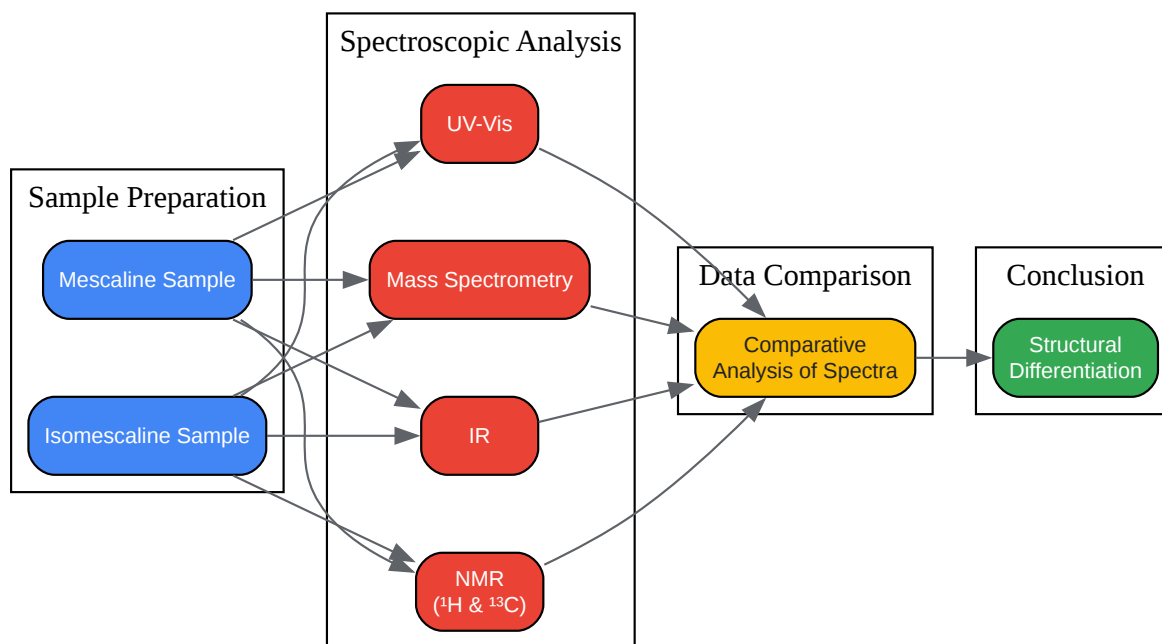 Sample Preparation
Mescaline Sample
Isomescaline Sample
Spectroscopic Analysis
UV-Vis
Mass Spectrometry
IR
NMR
(¹H & ¹³C)
Data Comparison
Comparative
Analysis of Spectra
Conclusion
Structural
Differentiation